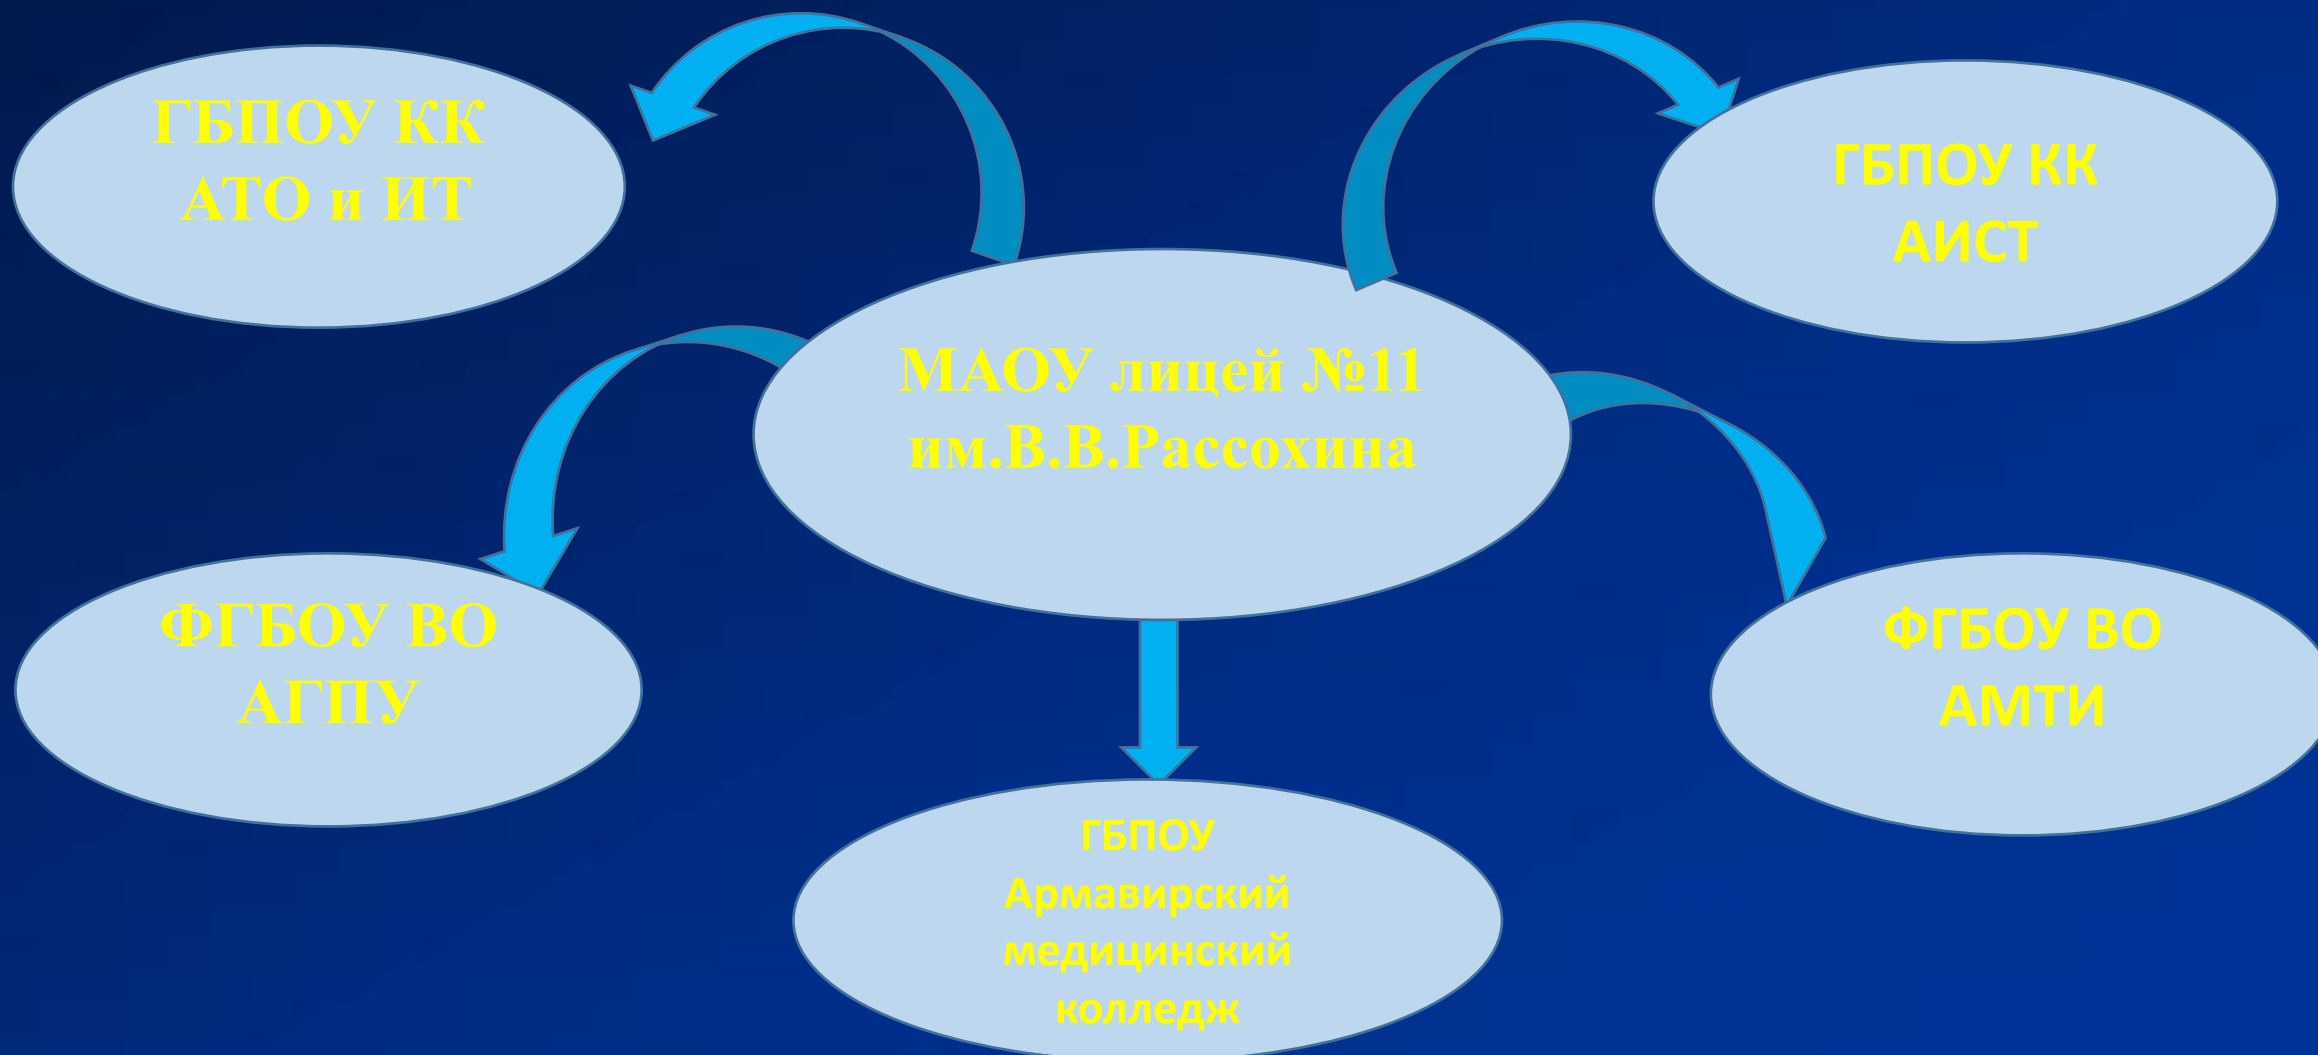 ГБПОУ КК
АТО и ИТ
ГБПОУ КК
АИСТ
МАОУ лицей №11
им.В.В.Рассохина
ФГБОУ ВО
АГПУ
ФГБОУ ВО
АМТИ
ГБПОУ
Армавирский
медицинский
колледж